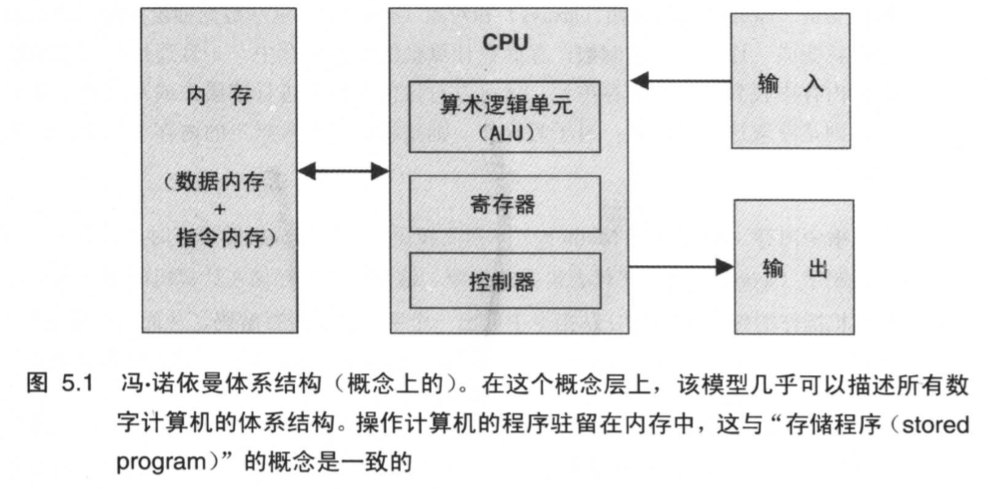 内 存
（数据内存
+
指令内存）
CPU
算术逻辑单元
（ALU）
寄存器
控制器
输 入
输 出
图 5.1 冯·诺依曼体系结构（概念上的）。在这个概念层上，该模型几乎可以描述所有数
字计算机的体系结构。操作计算机的程序驻留在内存中，这与“存储程序（stored
program）”的概念是一致的